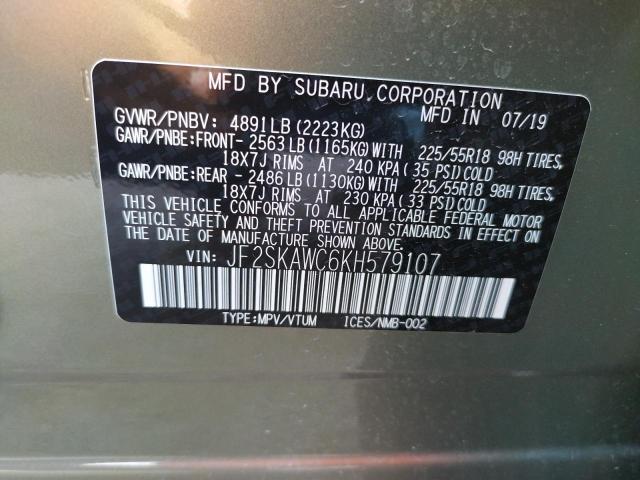 MFD BY SUBARU CORPORATION
MFD IN 07/19
GVWR/PNBV: 4891LB (2223KG)
GAWR/PNBE:FRONT- 2563LB (1165KG) WITH 225/55R18 98H TIRES,
18X7J RIMS AT 240 KPA (35 PSI) COLD
GAWR/PNBE:REAR - 2486LB (1130KG) WITH 225/55R18 98H TIRES,
18X7J RIMS AT 230 KPA (33 PSI) COLD
THIS VEHICLE CONFORMS TO ALL APPLICABLE FEDERAL MOTOR
VEHICLE SAFETY AND THEFT PREVENTION STANDARDS IN EFFECT ON
THE DATE OF MANUFACTURE SHOWN ABOVE.
VIN: JF2SKAWC6KH579107
TYPE:MPV/VTUM ICES/NMB-002